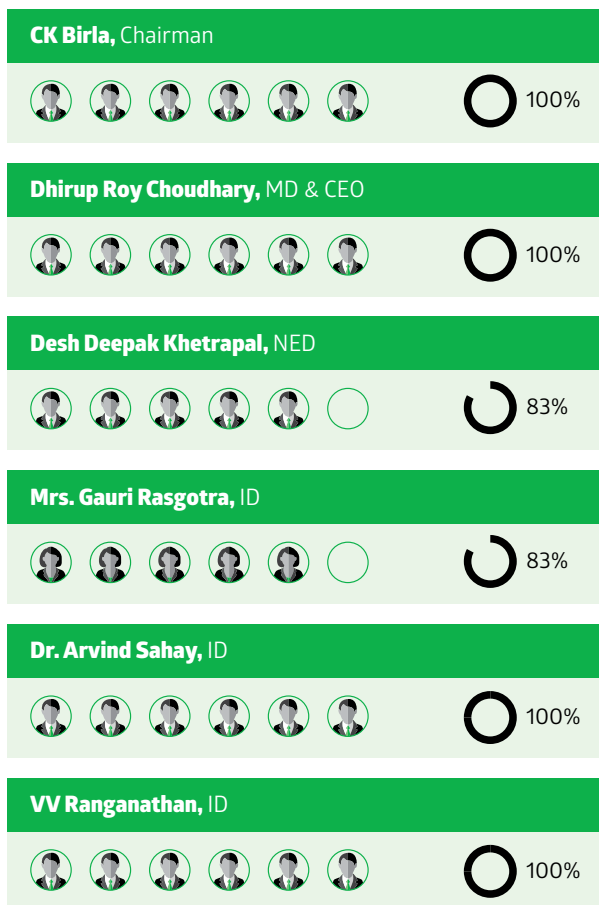 CK Birla, Chairman
100%
Dhirup Roy Choudhary, MD & CEO
100%
Desh Deepak Khetrapal, NED
83%
Mrs. Gauri Rasgotra, ID
83%
Dr. Arvind Sahay, ID
100%
VV Ranganathan, ID
100%